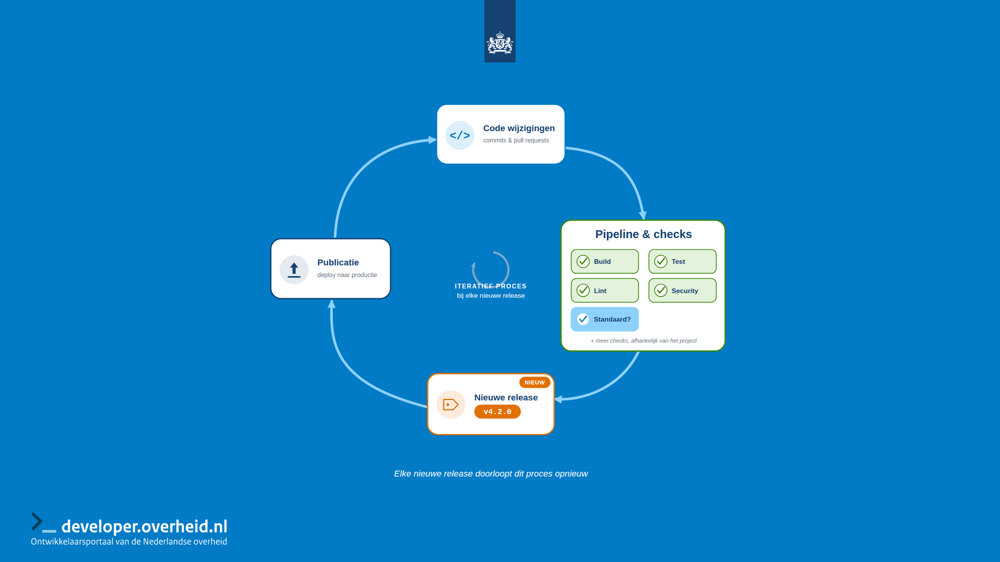 </>
Code wijzigingen
commits & pull requests
Pipeline & checks
Build
Test
Lint
Security
Standaard?
+ meer checks, afhankelijk van het project
Publicatie
deploy naar productie
ITERATIEF PROCES
bij elke nieuwe release
NIEUW
Nieuwe release
v4.2.0
Elke nieuwe release doorloopt dit proces opnieuw
developer.overheid.nl
Ontwikkelaarsportaal van de Nederlandse overheid